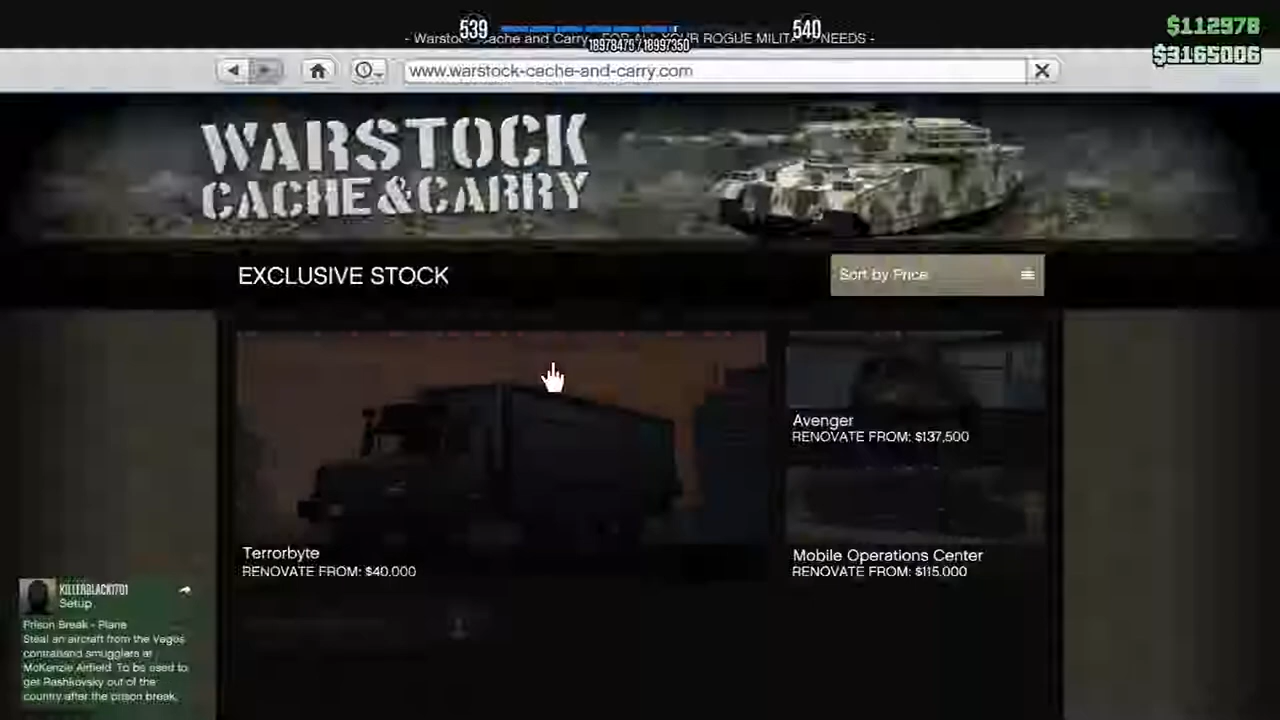 539
540
$112978
- Warstock Cache and Carry - FOR ALL YOUR ROGUE MILITARY NEEDS -
18978475 / 18997350
$3165006
www.warstock-cache-and-carry.com
WARSTOCK
CACHE&CARRY
EXCLUSIVE STOCK
Sort by Price
Avenger
RENOVATE FROM: $137,500
Terrorbyte
RENOVATE FROM: $40,000
Mobile Operations Center
RENOVATE FROM: $115,000
KILLERBLACK1701
Setup
Prison Break - Plane
Steal an aircraft from the Vagos
contraband smugglers at
McKenzie Airfield. To be used to
get Rashkovsky out of the
country after the prison break.